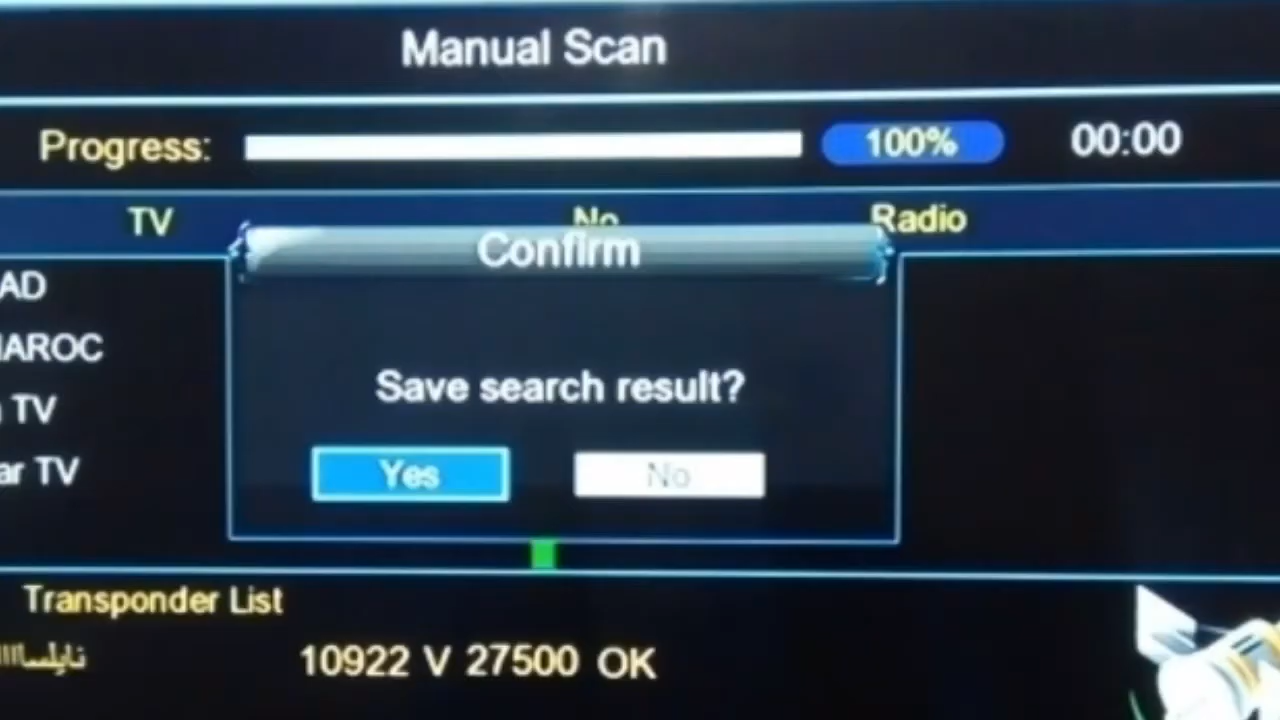 Manual Scan
Progress: 100% 00:00
TV No Radio
Confirm
AD
AROC
TV
ar TV
Save search result?
Yes No
Transponder List
10922 V 27500 OK